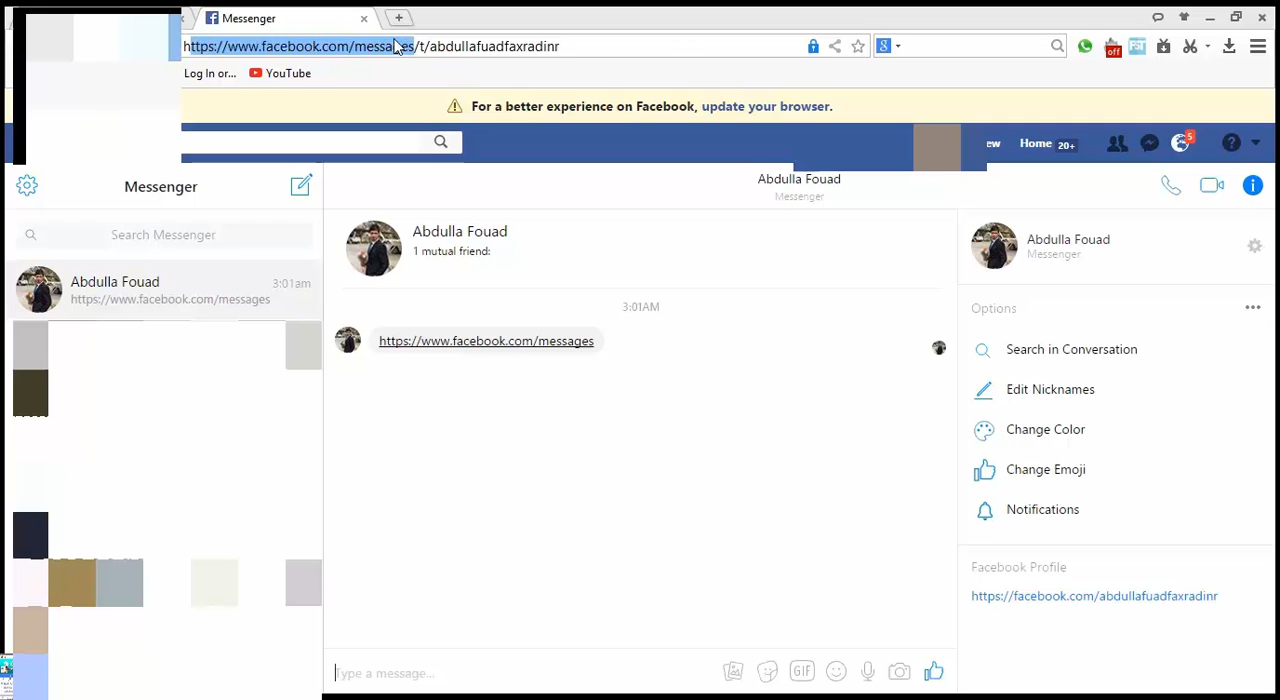 Messenger
https://www.facebook.com/messages/t/abdullafuadfaxradinr
Log In or...
YouTube
off
For a better experience on Facebook, update your browser.
ew
Home 20+
5
Messenger
Abdulla Fouad
Messenger
Search Messenger
Abdulla Fouad
1 mutual friend:
Abdulla Fouad
Messenger
Abdulla Fouad 3:01am
https://www.facebook.com/messages
3:01AM
https://www.facebook.com/messages
Options
Search in Conversation
Edit Nicknames
Change Color
Change Emoji
Notifications
Facebook Profile
https://facebook.com/abdullafuadfaxradinr
Type a message...
GIF